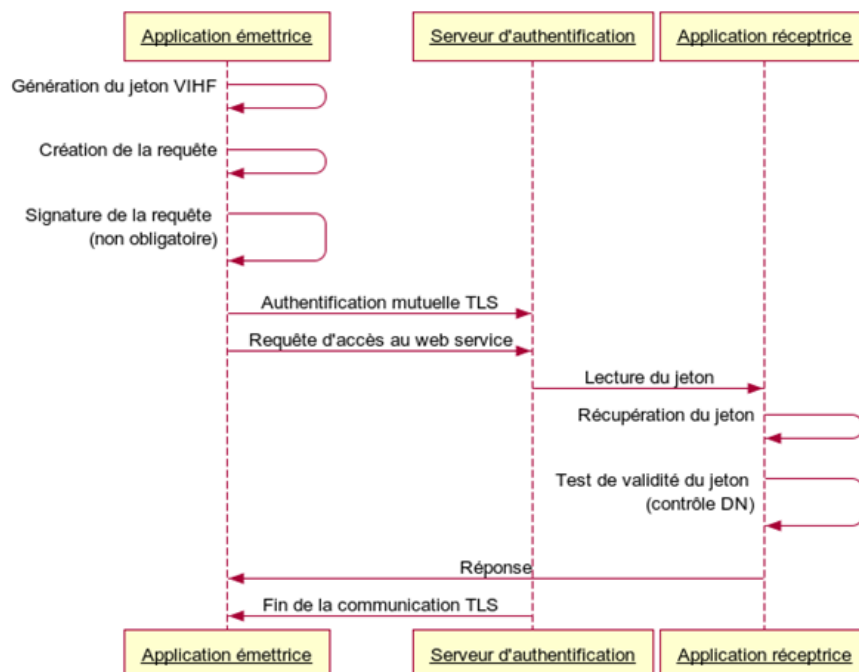 Application émettrice
Serveur d'authentification
Application réceptrice
Génération du jeton VIHF
Création de la requête
Signature de la requête
(non obligatoire)
Authentification mutuelle TLS
Requête d'accès au web service
Lecture du jeton
Récupération du jeton
Test de validité du jeton
(contrôle DN)
Réponse
Fin de la communication TLS
Application émettrice
Serveur d'authentification
Application réceptrice